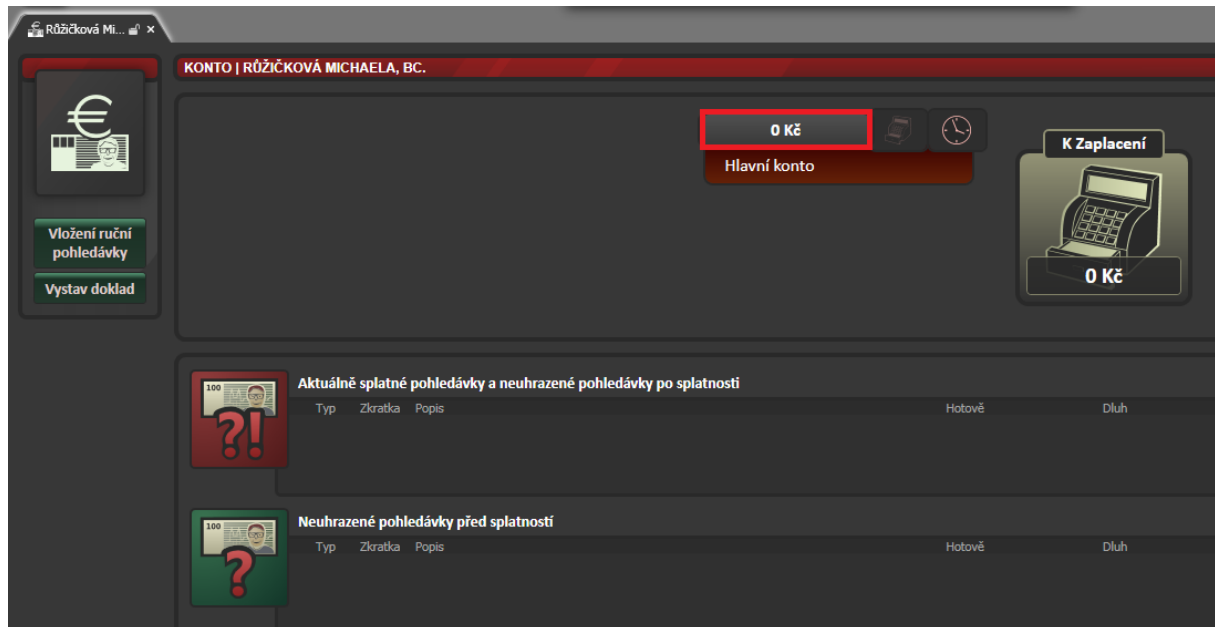 Růžičková Mi...
KONTO | RŮŽIČKOVÁ MICHAELA, BC.
€
Vložení ruční
pohledávky
Vystav doklad
0 Kč
Hlavní konto
K Zaplacení
0 Kč
100
Aktuálně splatné pohledávky a neuhrazené pohledávky po splatnosti
Typ Zkratka Popis Hotově Dluh
?!
100
Neuhrazené pohledávky před splatností
Typ Zkratka Popis Hotově Dluh
?